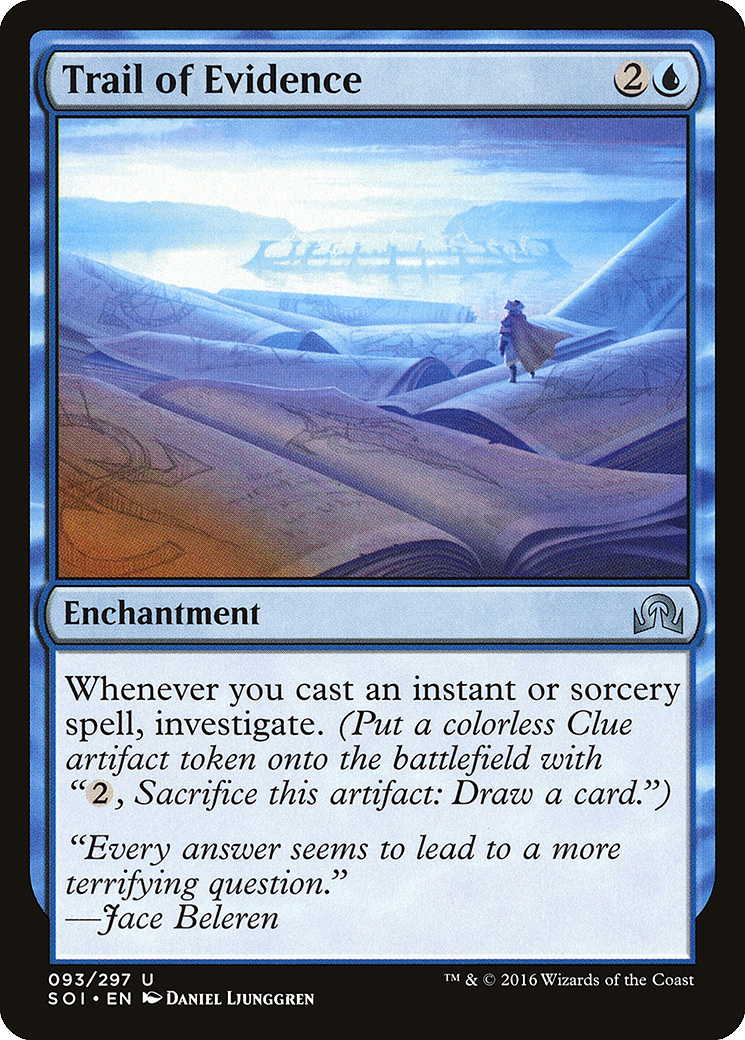 Trail of Evidence 2
Enchantment
Whenever you cast an instant or sorcery
spell, investigate. (Put a colorless Clue
artifact token onto the battlefield with
“2, Sacrifice this artifact: Draw a card.”)
“Every answer seems to lead to a more
terrifying question.”
—Jace Beleren
093/297 U
SOI • EN Daniel Ljunggren
™ & © 2016 Wizards of the Coast